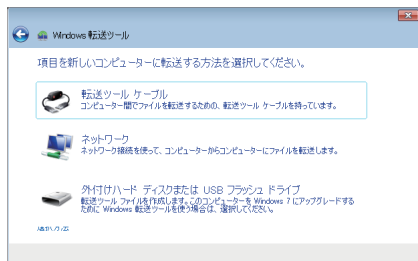 Windows 転送ツール
項目を新しいコンピューターに転送する方法を選択してください。
転送ツール ケーブル
コンピューター間でファイルを転送するための、転送ツール ケーブルを持っています。
ネットワーク
ネットワーク接続を使って、コンピューターからコンピューターにファイルを転送します。
外付けハード ディスクまたは USB フラッシュ ドライブ
転送ツール ファイルを作成します。このコンピューターを Windows 7 にアップグレードする
ために Windows 転送ツールを使う場合は、選択してください。